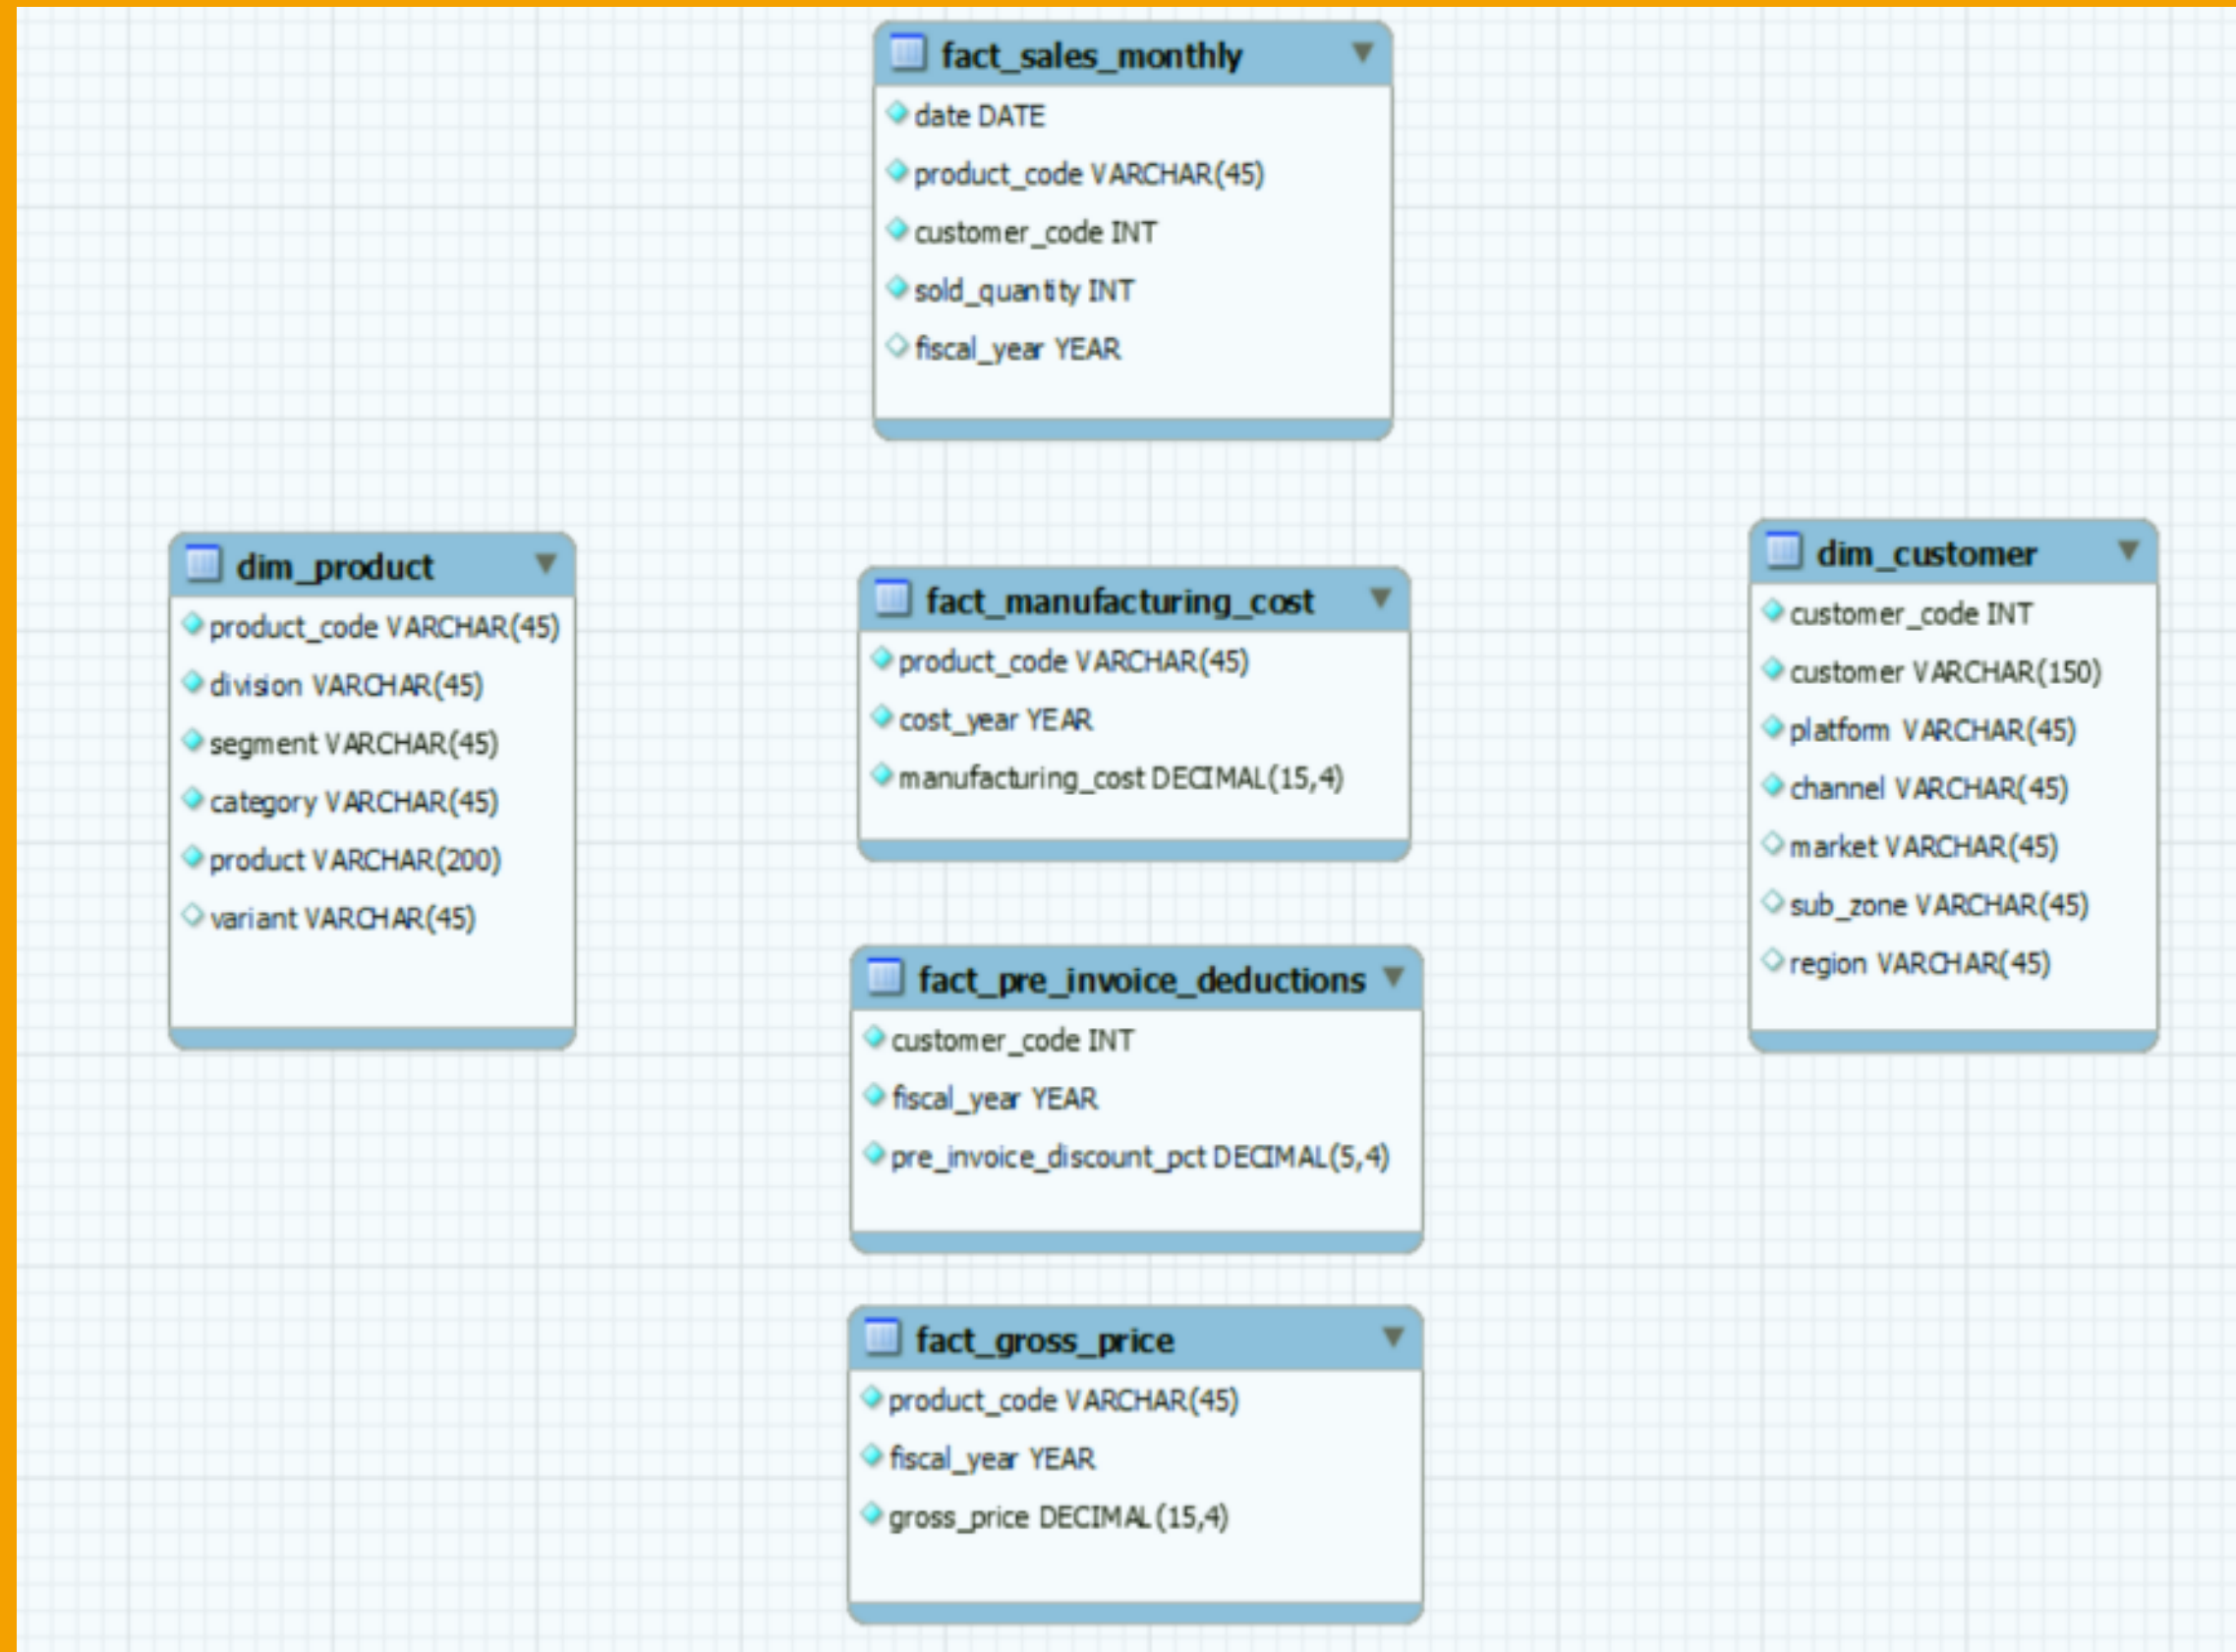 fact_sales_monthly
date DATE
product_code VARCHAR(45)
customer_code INT
sold_quantity INT
fiscal_year YEAR
dim_product
product_code VARCHAR(45)
division VARCHAR(45)
segment VARCHAR(45)
category VARCHAR(45)
product VARCHAR(200)
variant VARCHAR(45)
fact_manufacturing_cost
product_code VARCHAR(45)
cost_year YEAR
manufacturing_cost DECIMAL(15,4)
dim_customer
customer_code INT
customer VARCHAR(150)
platform VARCHAR(45)
channel VARCHAR(45)
market VARCHAR(45)
sub_zone VARCHAR(45)
region VARCHAR(45)
fact_pre_invoice_deductions
customer_code INT
fiscal_year YEAR
pre_invoice_discount_pct DECIMAL(5,4)
fact_gross_price
product_code VARCHAR(45)
fiscal_year YEAR
gross_price DECIMAL(15,4)